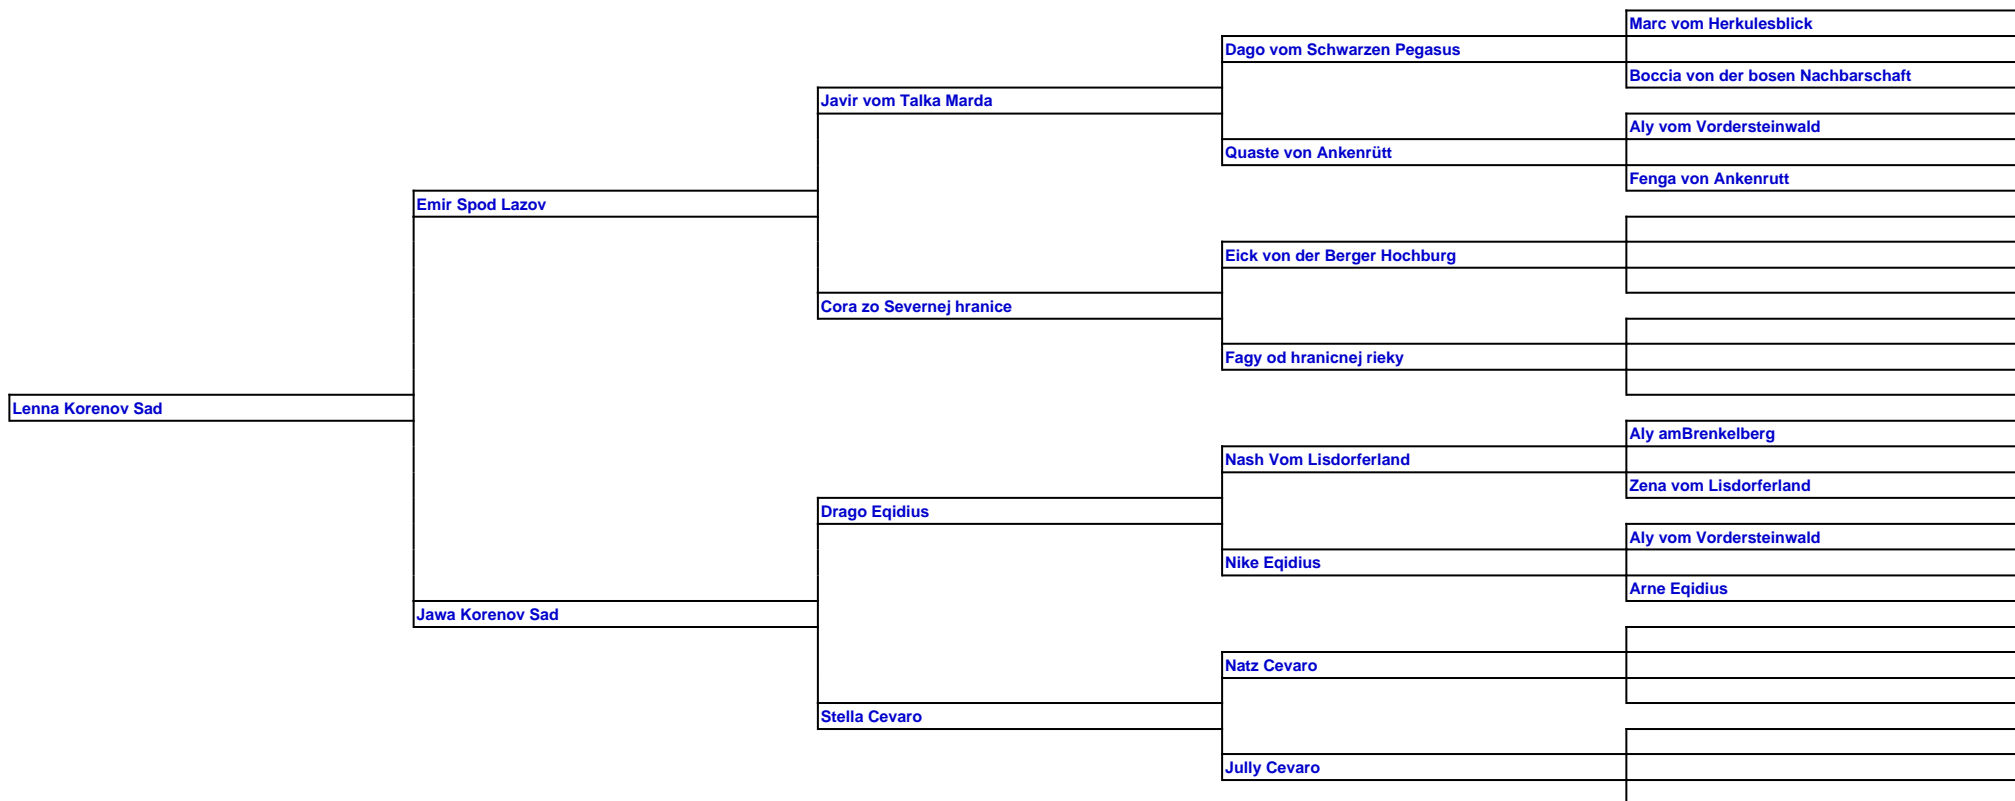 Marc vom Herkulesblick
Dago vom Schwarzen Pegasus
Boccia von der bosen Nachbarschaft
Javir vom Talka Marda
Aly vom Vordersteinwald
Quaste von Ankenrütt
Fenga von Ankenrutt
Emir Spod Lazov
Eick von der Berger Hochburg
Cora zo Severnej hranice
Fagy od hranicnej rieky
Lenna Korenov Sad
Aly amBrenkelberg
Nash Vom Lisdorferland
Zena vom Lisdorferland
Drago Eqidius
Aly vom Vordersteinwald
Nike Eqidius
Arne Eqidius
Jawa Korenov Sad
Natz Cevaro
Stella Cevaro
Jully Cevaro